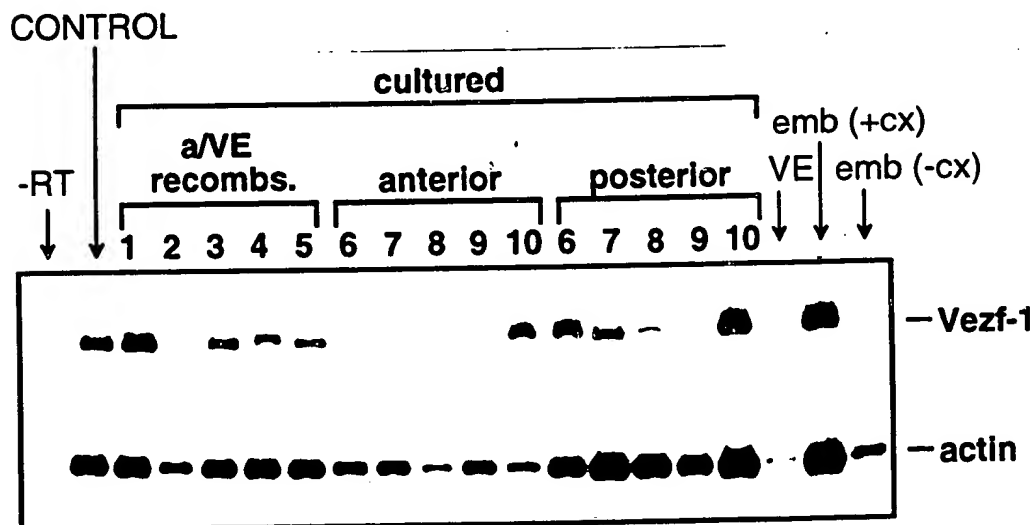 CONTROL
cultured
emb (+cx)
a/VE
recombs.
-RT
anterior
posterior
VE
emb (-cx)
1 2 3 4 5 6 7 8 9 10 6 7 8 9 10
Vezf-1
actin